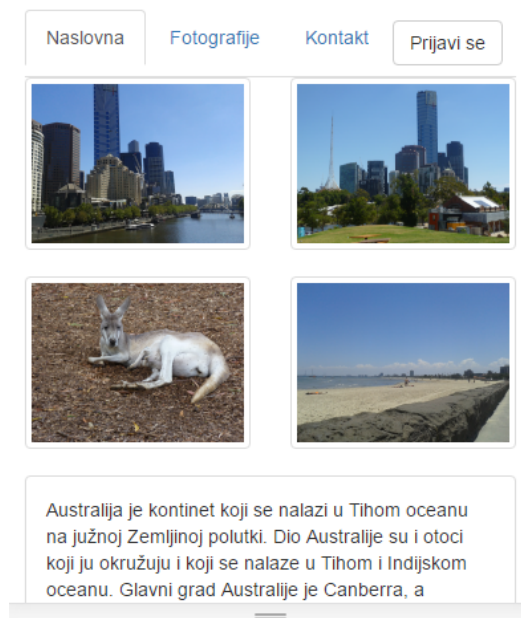 Naslovna Fotografije Kontakt Prijavi se
Australija je kontinet koji se nalazi u Tihom oceanu
na južnoj Zemljinoj polutki. Dio Australije su i otoci
koji ju okružuju i koji se nalaze u Tihom i Indijskom
oceanu. Glavni grad Australije je Canberra, a